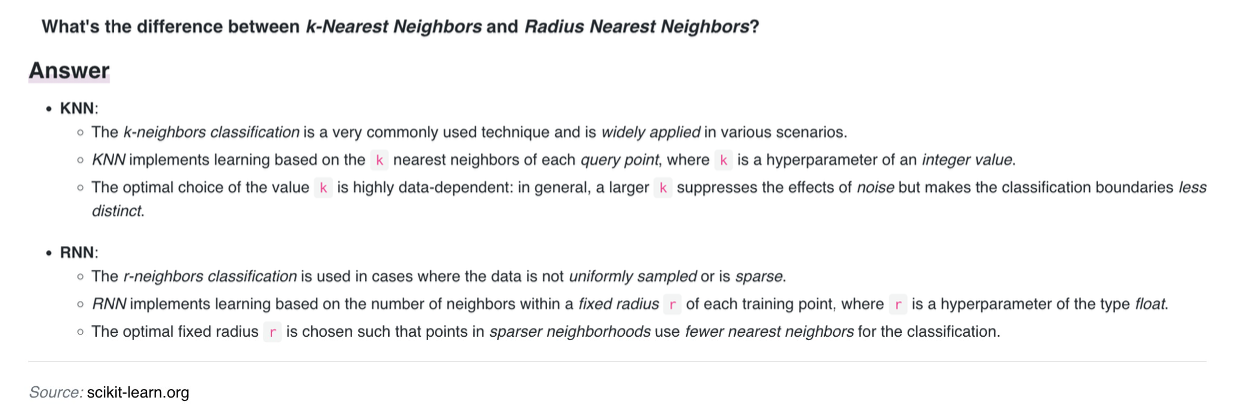 What's the difference between k-Nearest Neighbors and Radius Nearest Neighbors?
Answer
• KNN:
◦ The k-neighbors classification is a very commonly used technique and is widely applied in various scenarios.
◦ KNN implements learning based on the k nearest neighbors of each query point, where k is a hyperparameter of an integer value.
◦ The optimal choice of the value k is highly data-dependent: in general, a larger k suppresses the effects of noise but makes the classification boundaries less
distinct.
• RNN:
◦ The r-neighbors classification is used in cases where the data is not uniformly sampled or is sparse.
◦ RNN implements learning based on the number of neighbors within a fixed radius r of each training point, where r is a hyperparameter of the type float.
◦ The optimal fixed radius r is chosen such that points in sparser neighborhoods use fewer nearest neighbors for the classification.
Source: scikit-learn.org